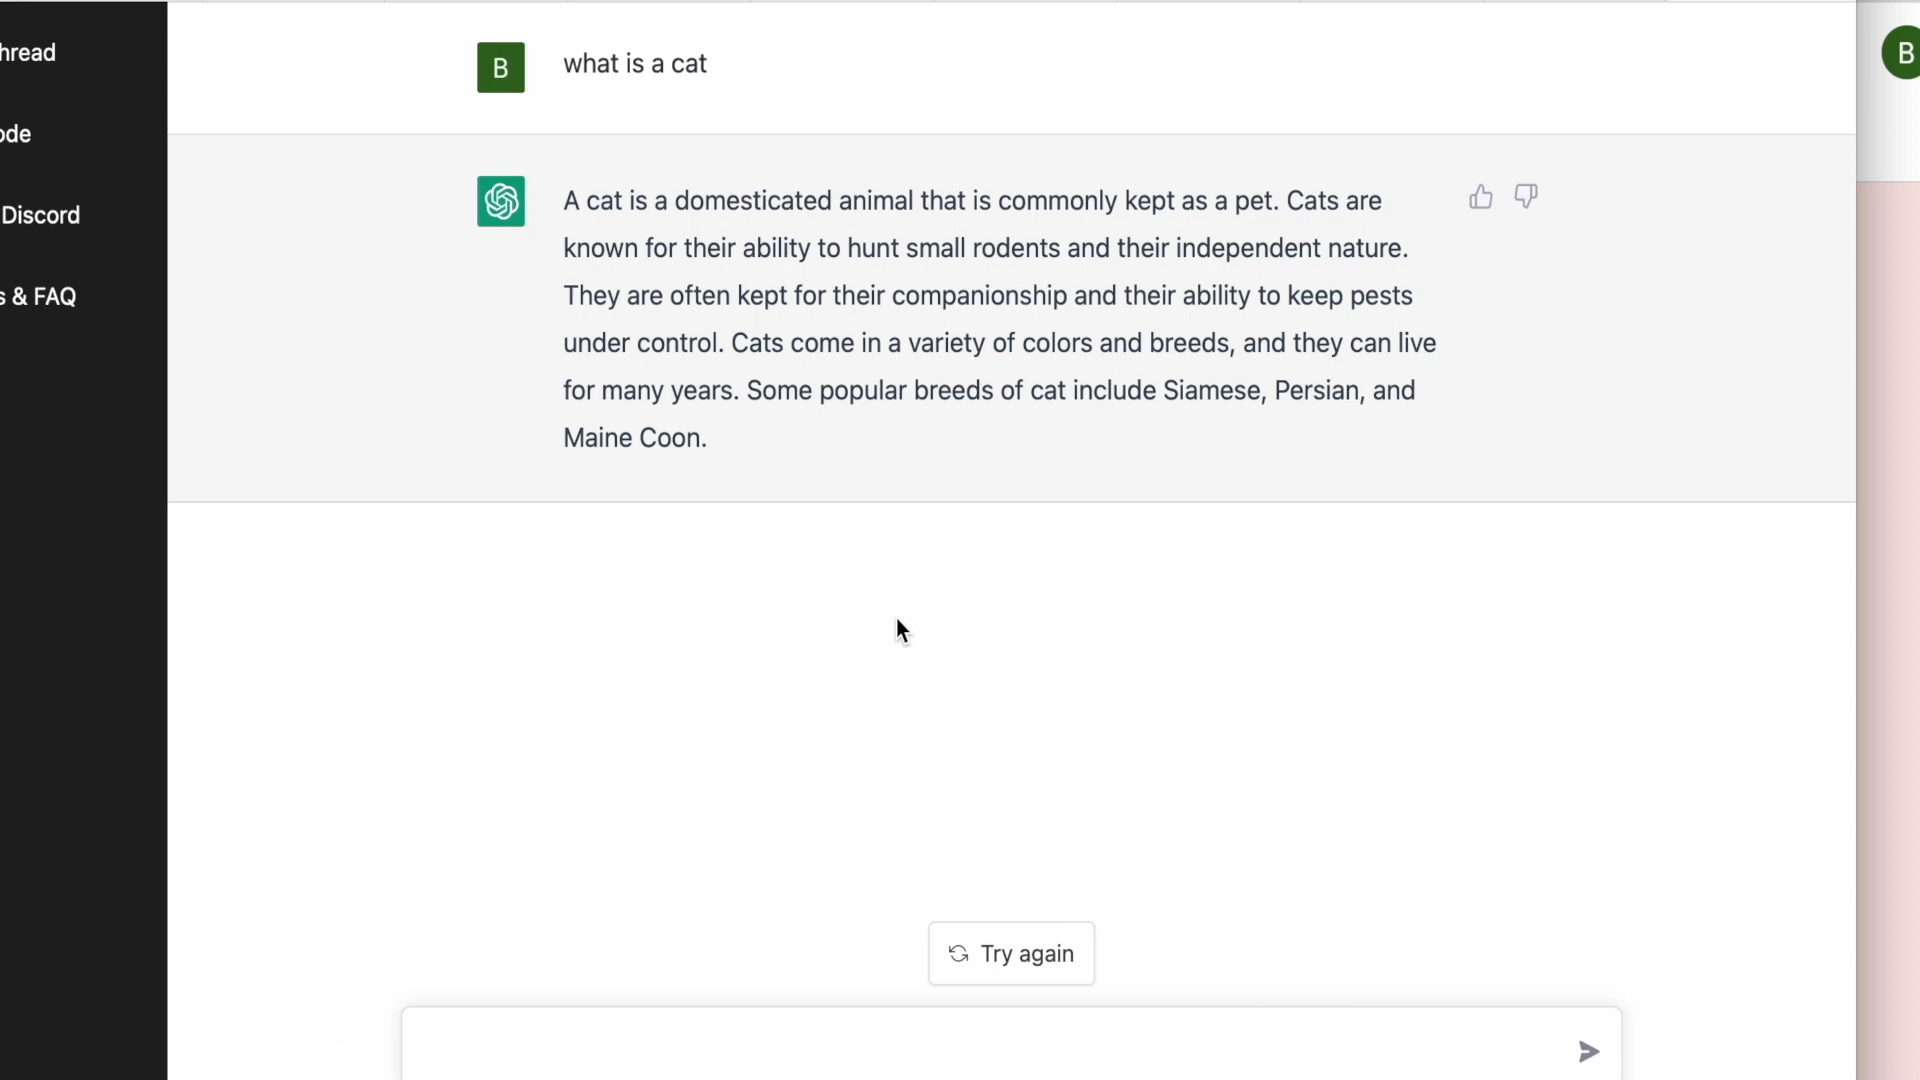 hread
ode
Discord
s & FAQ
B
what is a cat
A cat is a domesticated animal that is commonly kept as a pet. Cats are
known for their ability to hunt small rodents and their independent nature.
They are often kept for their companionship and their ability to keep pests
under control. Cats come in a variety of colors and breeds, and they can live
for many years. Some popular breeds of cat include Siamese, Persian, and
Maine Coon.
Try again
B